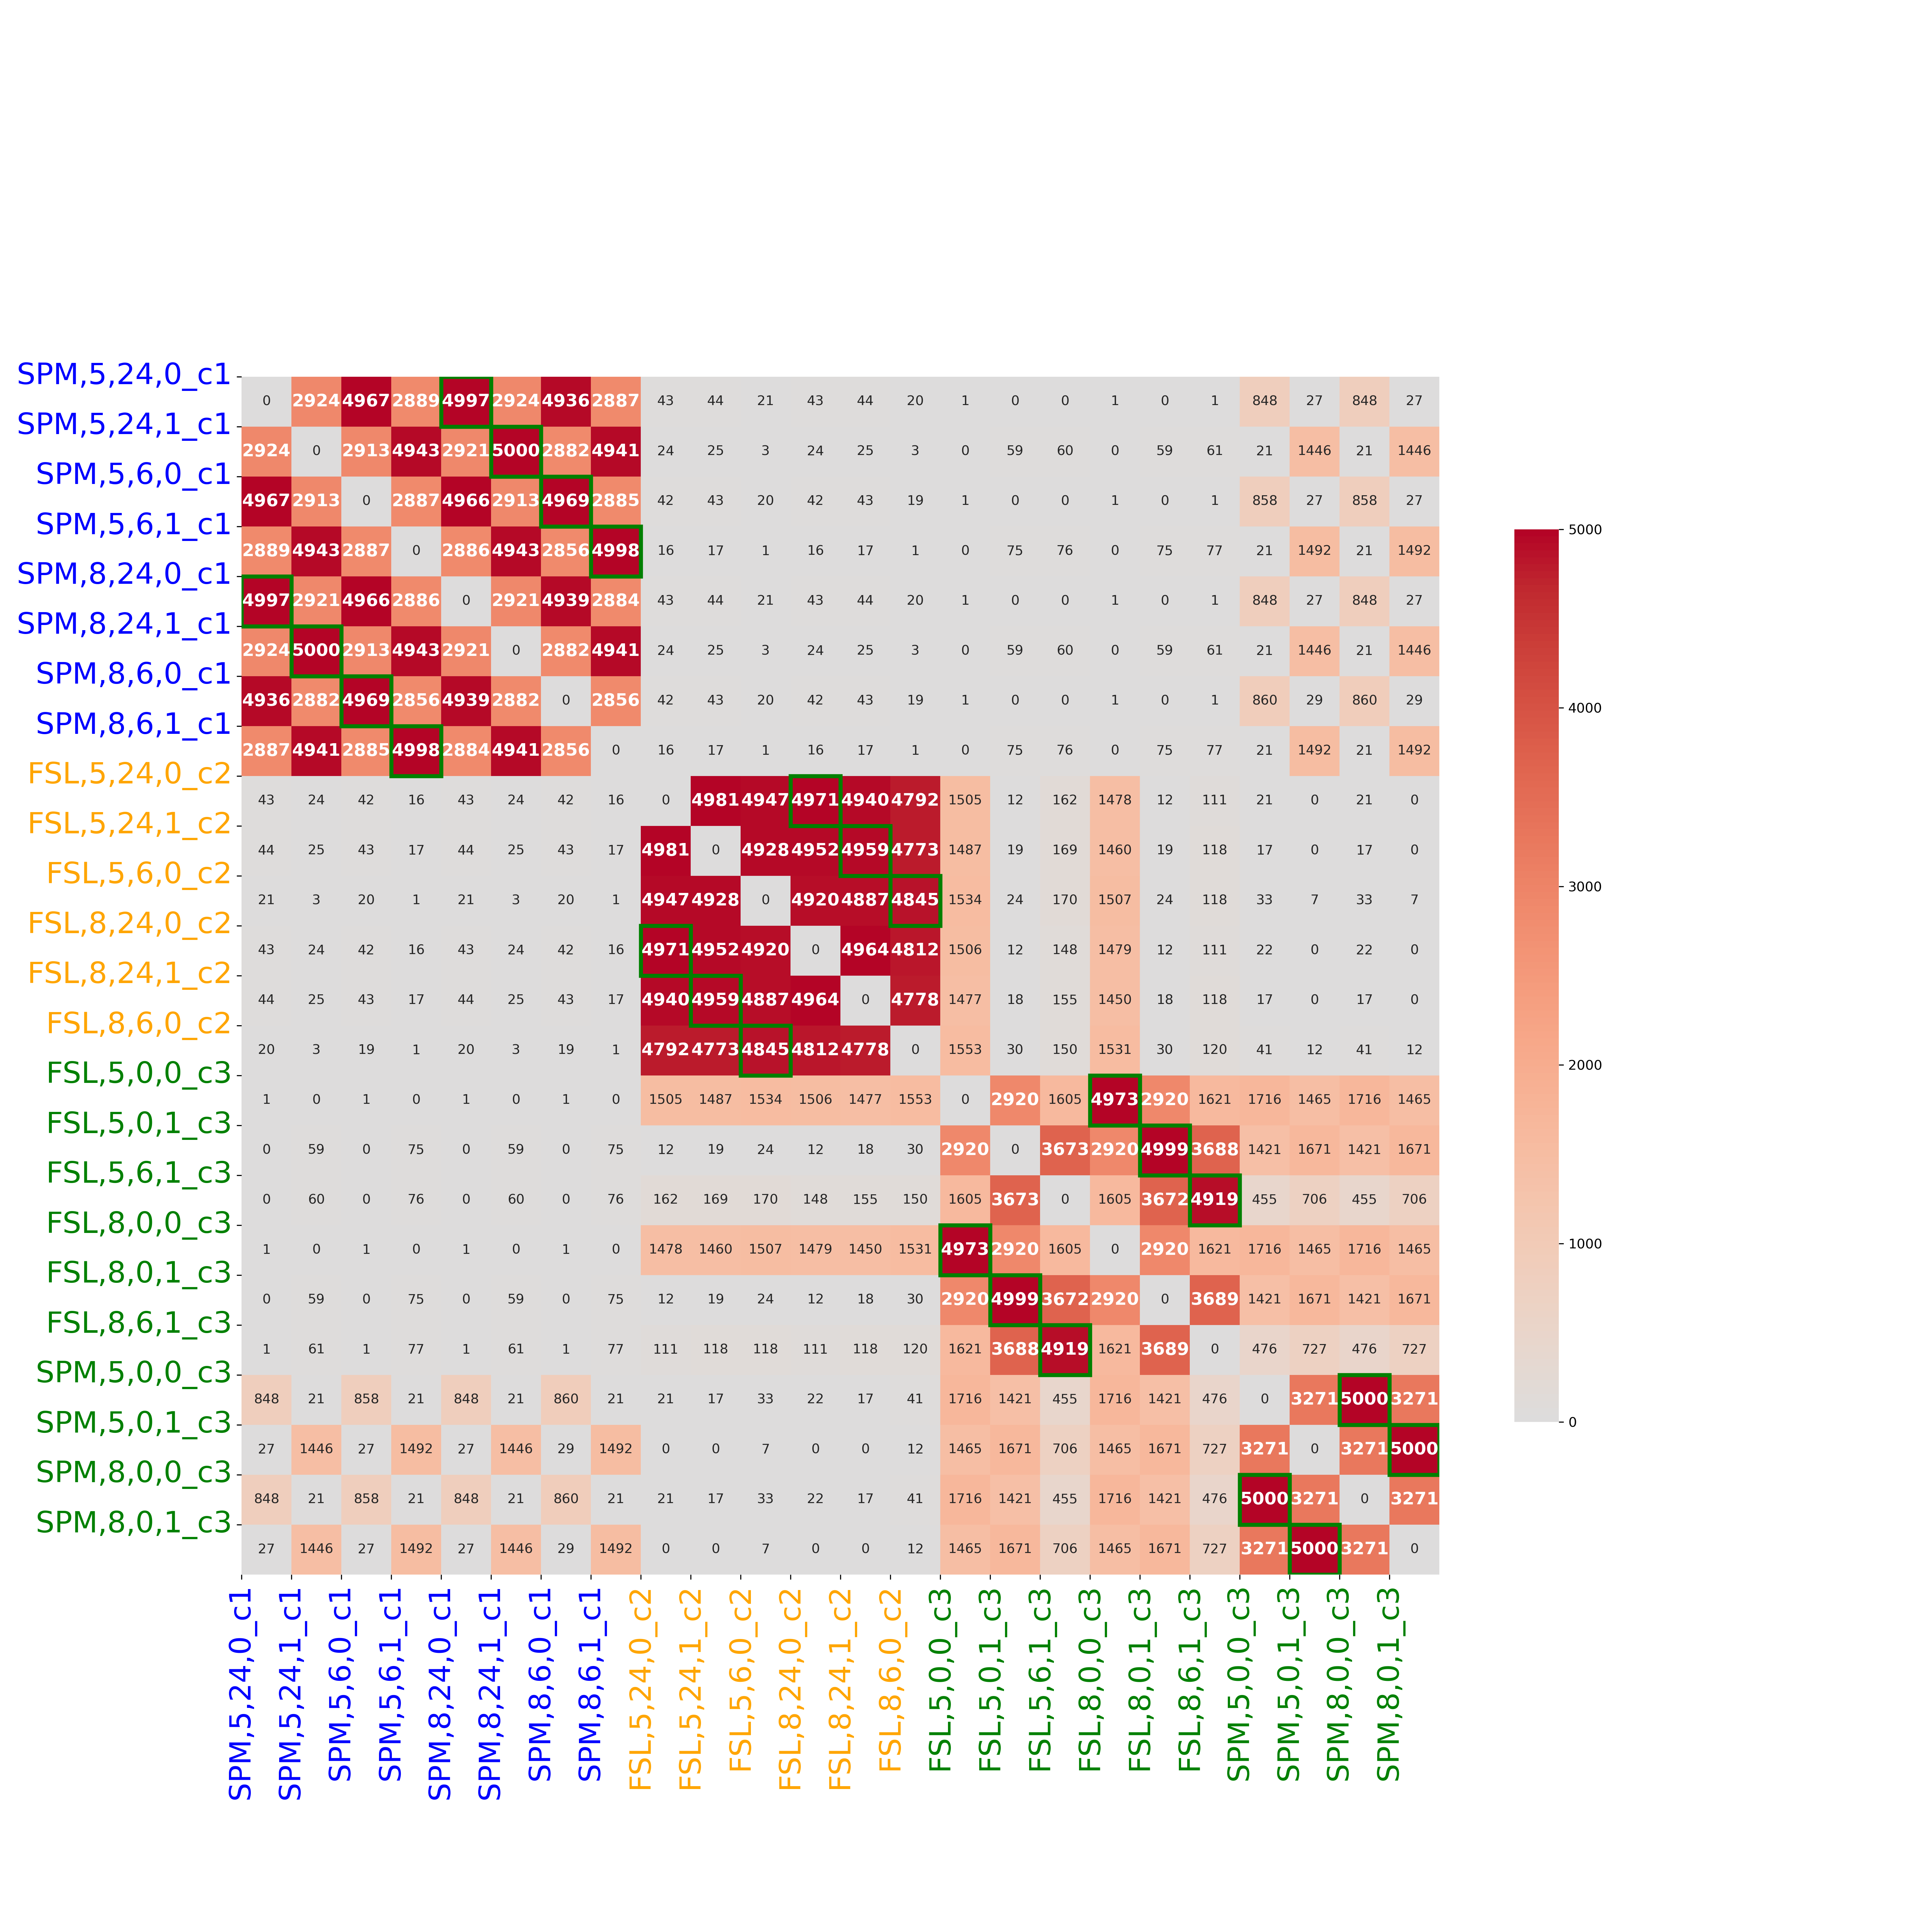 SPM,5,24,0_c1 0 2924 4967 2889 4997 2924 4936 2887 43 44 21 43 44 20 1 0 0 1 0 1 848 27 848 27
SPM,5,24,1_c1 2924 0 2913 4943 2921 5000 2882 4941 24 25 3 24 25 3 0 59 60 0 59 61 21 1446 21 1446
SPM,5,6,0_c1 4967 2913 0 2887 4966 2913 4969 2885 42 43 20 42 43 19 1 0 0 1 0 1 858 27 858 27
SPM,5,6,1_c1 2889 4943 2887 0 2886 4943 2856 4998 16 17 1 16 17 1 0 75 76 0 75 77 21 1492 21 1492
SPM,8,24,0_c1 4997 2921 4966 2886 0 2921 4939 2884 43 44 21 43 44 20 1 0 0 1 0 1 848 27 848 27
SPM,8,24,1_c1 2924 5000 2913 4943 2921 0 2882 4941 24 25 3 24 25 3 0 59 60 0 59 61 21 1446 21 1446
SPM,8,6,0_c1 4936 2882 4969 2856 4939 2882 0 2856 42 43 20 42 43 19 1 0 0 1 0 1 860 29 860 29
SPM,8,6,1_c1 2887 4941 2885 4998 2884 4941 2856 0 16 17 1 16 17 1 0 75 76 0 75 77 21 1492 21 1492
FSL,5,24,0_c2 43 24 42 16 43 24 42 16 0 4981 4947 4971 4940 4792 1505 12 162 1478 12 111 21 0 21 0
FSL,5,24,1_c2 44 25 43 17 44 25 43 17 4981 0 4928 4952 4959 4773 1487 19 169 1460 19 118 17 0 17 0
FSL,5,6,0_c2 21 3 20 1 21 3 20 1 4947 4928 0 4920 4887 4845 1534 24 170 1507 24 118 33 7 33 7
FSL,8,24,0_c2 43 24 42 16 43 24 42 16 4971 4952 4920 0 4964 4812 1506 12 148 1479 12 111 22 0 22 0
FSL,8,24,1_c2 44 25 43 17 44 25 43 17 4940 4959 4887 4964 0 4778 1477 18 155 1450 18 118 17 0 17 0
FSL,8,6,0_c2 20 3 19 1 20 3 19 1 4792 4773 4845 4812 4778 0 1553 30 150 1531 30 120 41 12 41 12
FSL,5,0,0_c3 1 0 1 0 1 0 1 0 1505 1487 1534 1506 1477 1553 0 2920 1605 4973 2920 1621 1716 1465 1716 1465
FSL,5,0,1_c3 0 59 0 75 0 59 0 75 12 19 24 12 18 30 2920 0 3673 2920 4999 3688 1421 1671 1421 1671
FSL,5,6,1_c3 0 60 0 76 0 60 0 76 162 169 170 148 155 150 1605 3673 0 1605 3672 4919 455 706 455 706
FSL,8,0,0_c3 1 0 1 0 1 0 1 0 1478 1460 1507 1479 1450 1531 4973 2920 1605 0 2920 1621 1716 1465 1716 1465
FSL,8,0,1_c3 0 59 0 75 0 59 0 75 12 19 24 12 18 30 2920 4999 3672 2920 0 3689 1421 1671 1421 1671
FSL,8,6,1_c3 1 61 1 77 1 61 1 77 111 118 118 111 118 120 1621 3688 4919 1621 3689 0 476 727 476 727
SPM,5,0,0_c3 848 21 858 21 848 21 860 21 21 17 33 22 17 41 1716 1421 455 1716 1421 476 0 3271 5000 3271
SPM,5,0,1_c3 27 1446 27 1492 27 1446 29 1492 0 0 7 0 0 12 1465 1671 706 1465 1671 727 3271 0 3271 5000
SPM,8,0,0_c3 848 21 858 21 848 21 860 21 21 17 33 22 17 41 1716 1421 455 1716 1421 476 5000 3271 0 3271
SPM,8,0,1_c3 27 1446 27 1492 27 1446 29 1492 0 0 7 0 0 12 1465 1671 706 1465 1671 727 3271 5000 3271 0
SPM,5,24,0_c1
SPM,5,24,1_c1
SPM,5,6,0_c1
SPM,5,6,1_c1
SPM,8,24,0_c1
SPM,8,24,1_c1
SPM,8,6,0_c1
SPM,8,6,1_c1
FSL,5,24,0_c2
FSL,5,24,1_c2
FSL,5,6,0_c2
FSL,8,24,0_c2
FSL,8,24,1_c2
FSL,8,6,0_c2
FSL,5,0,0_c3
FSL,5,0,1_c3
FSL,5,6,1_c3
FSL,8,0,0_c3
FSL,8,0,1_c3
FSL,8,6,1_c3
SPM,5,0,0_c3
SPM,5,0,1_c3
SPM,8,0,0_c3
SPM,8,0,1_c3
5000
4000
3000
2000
1000
0